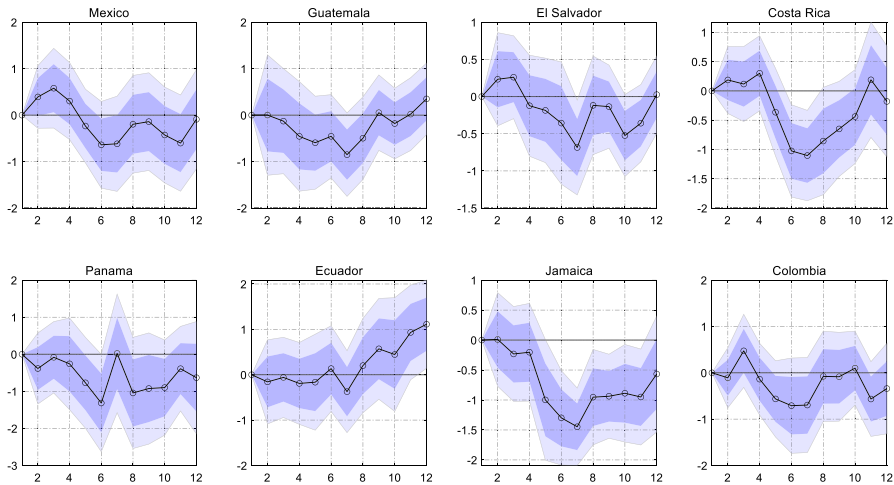 Mexico Guatemala El Salvador Costa Rica
2 2 1 1
1 1 0.5 0.5
0 0 0 0
-0.5
-1 -1 -0.5 -1
-1 -1.5
-2 -2 -1.5 -2
2 4 6 8 10 12 2 4 6 8 10 12 2 4 6 8 10 12 2 4 6 8 10 12
Panama Ecuador Jamaica Colombia
2 2 1 2
1 0.5
0 1 0 1
-0.5
-1 0 -1 0
-2 -1 -1.5 -1
-3 -2 -2 -2
2 4 6 8 10 12 2 4 6 8 10 12 2 4 6 8 10 12 2 4 6 8 10 12